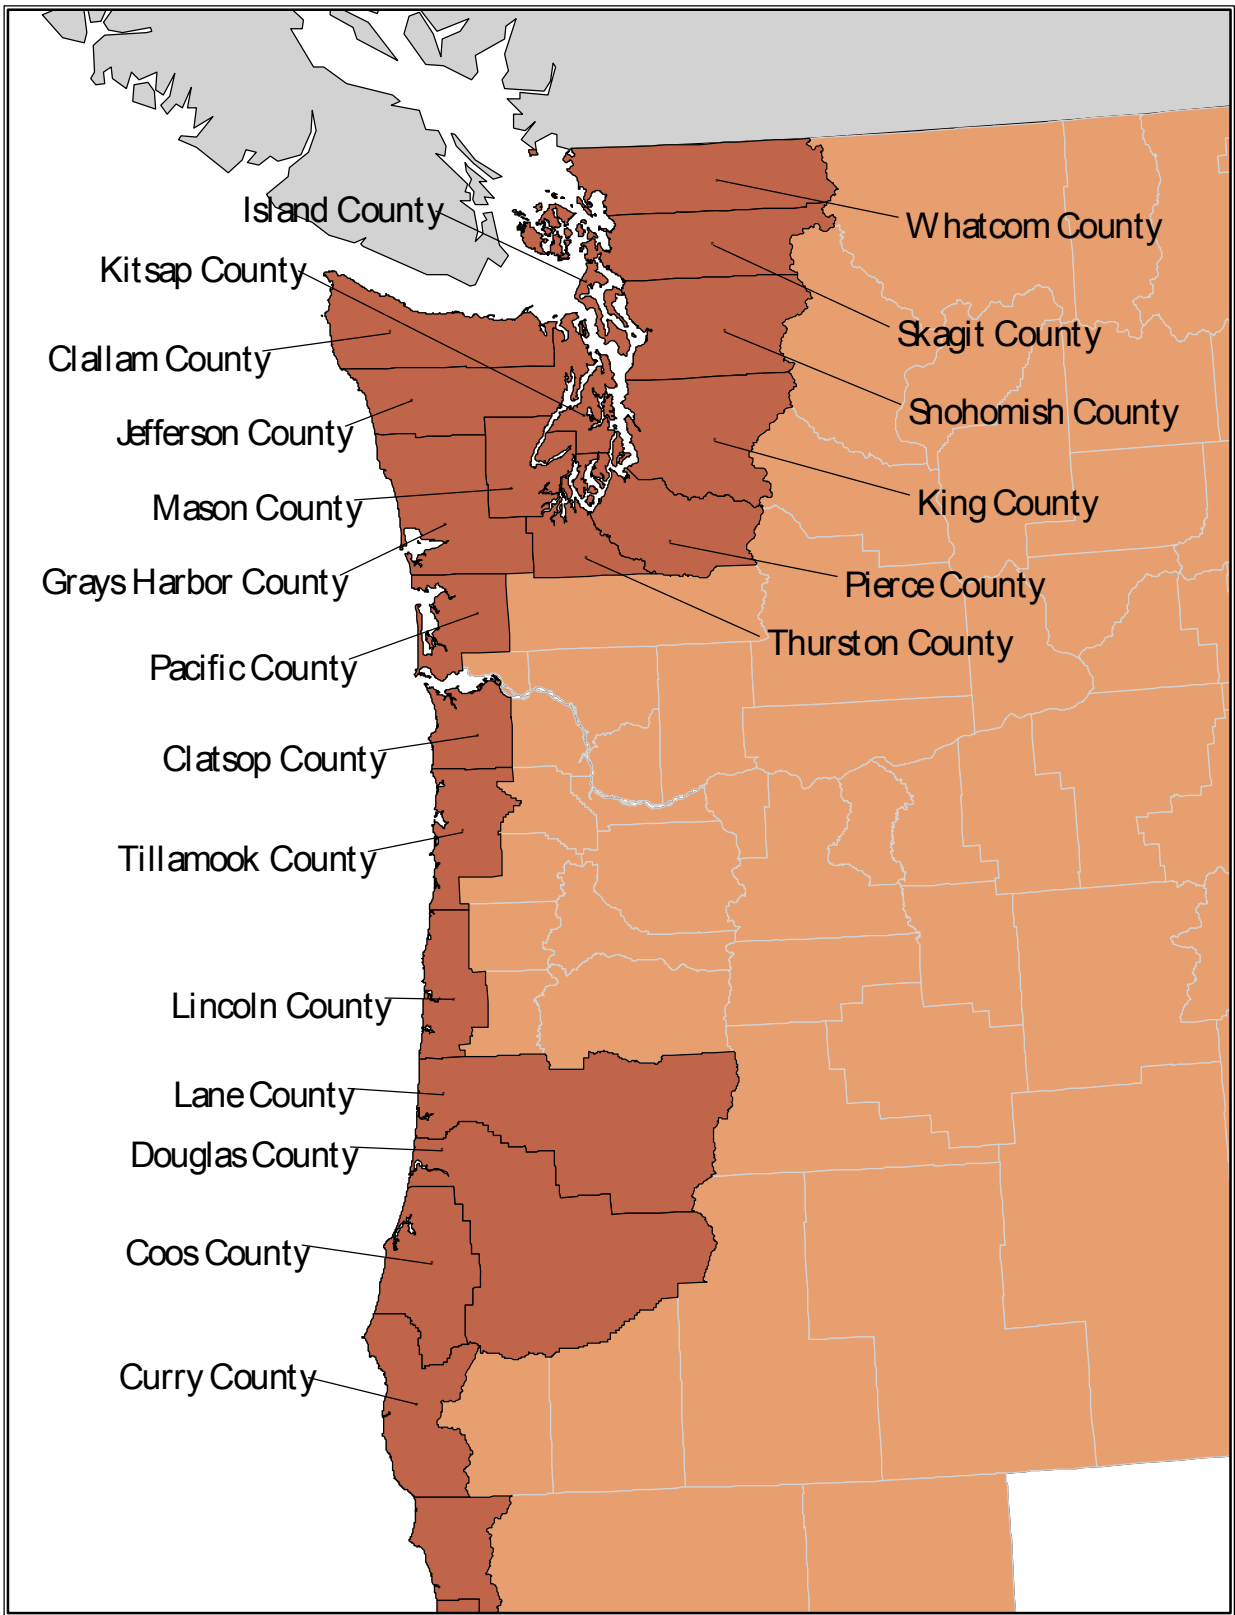 Island County
Whatcom County
Kitsap County
Skagit County
Clallam County
Snohomish County
Jefferson County
King County
Mason County
Grays Harbor County
Pierce County
Thurston County
Pacific County
Clatsop County
Tillamook County
Lincoln County
Lane County
Douglas County
Coos County
Curry County